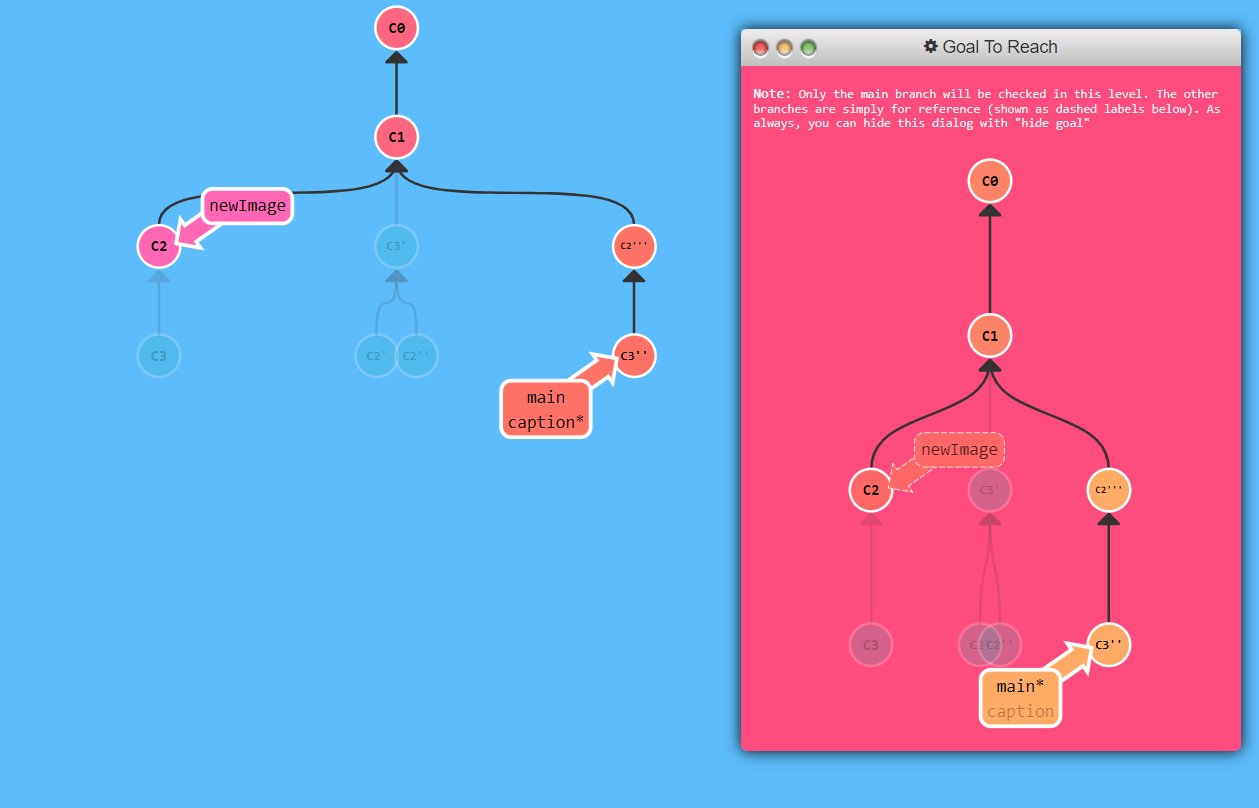 C0
C1
newImage
C2
C3'
C2'''
C3
C2'
C2''
C3''
main
caption*
Goal To Reach
Note: Only the main branch will be checked in this level. The other
branches are simply for reference (shown as dashed labels below). As
always, you can hide this dialog with "hide goal"
C0
C1
newImage
C2
C3'
C2'''
C3
C2''
C3''
main*
caption